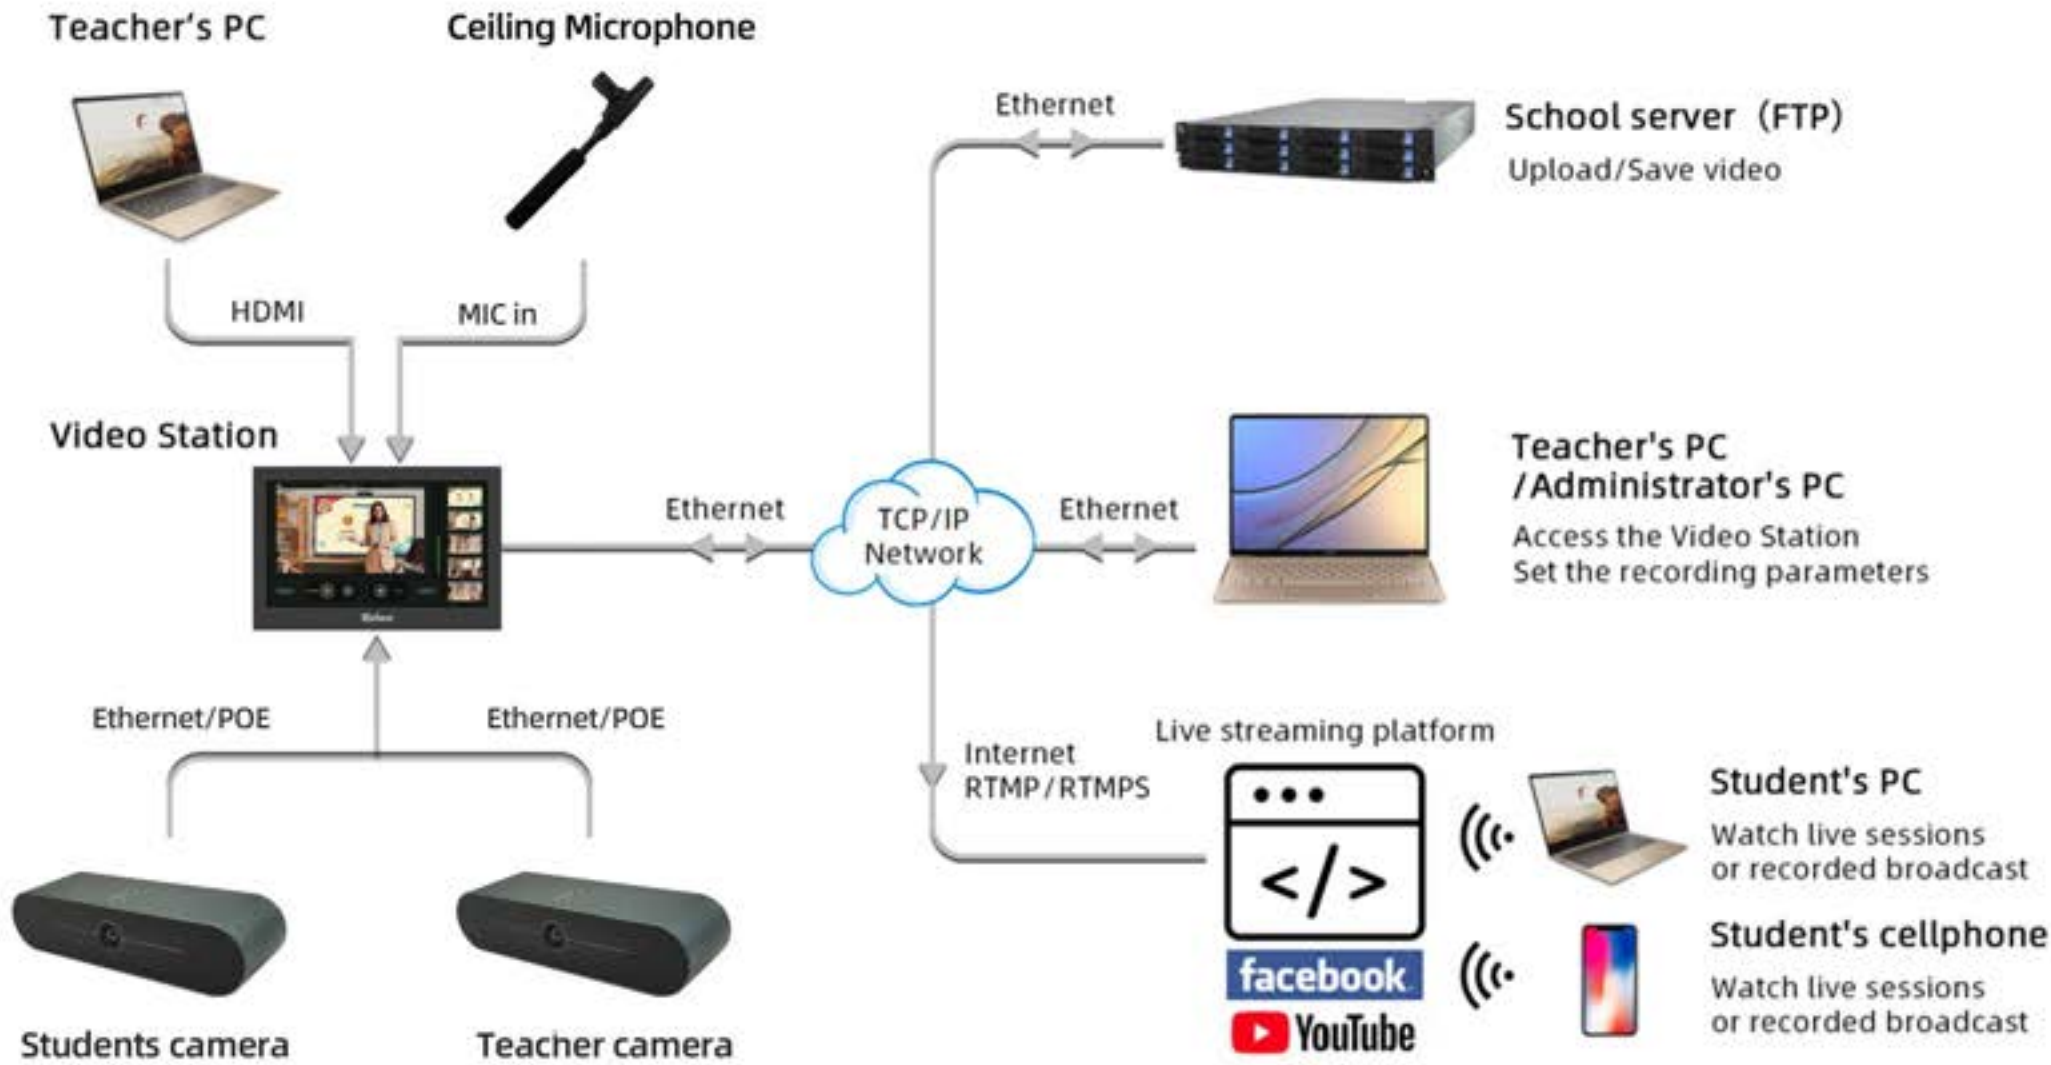 Teacher‘s PC
Ceiling Microphone
HDMI
MIC in
Video Station
Ethernet/POE
Ethernet/POE
Students camera
Teacher camera
Ethernet
TCP/IP
Network
Ethernet
School server（FTP）
Upload/Save video
Ethernet
Teacher's PC
/Administrator's PC
Access the Video Station
Set the recording parameters
Internet
RTMP/RTMPS
Live streaming platform
</>
facebook
YouTube
Student's PC
Watch live sessions
or recorded broadcast
Student's cellphone
Watch live sessions
or recorded broadcast